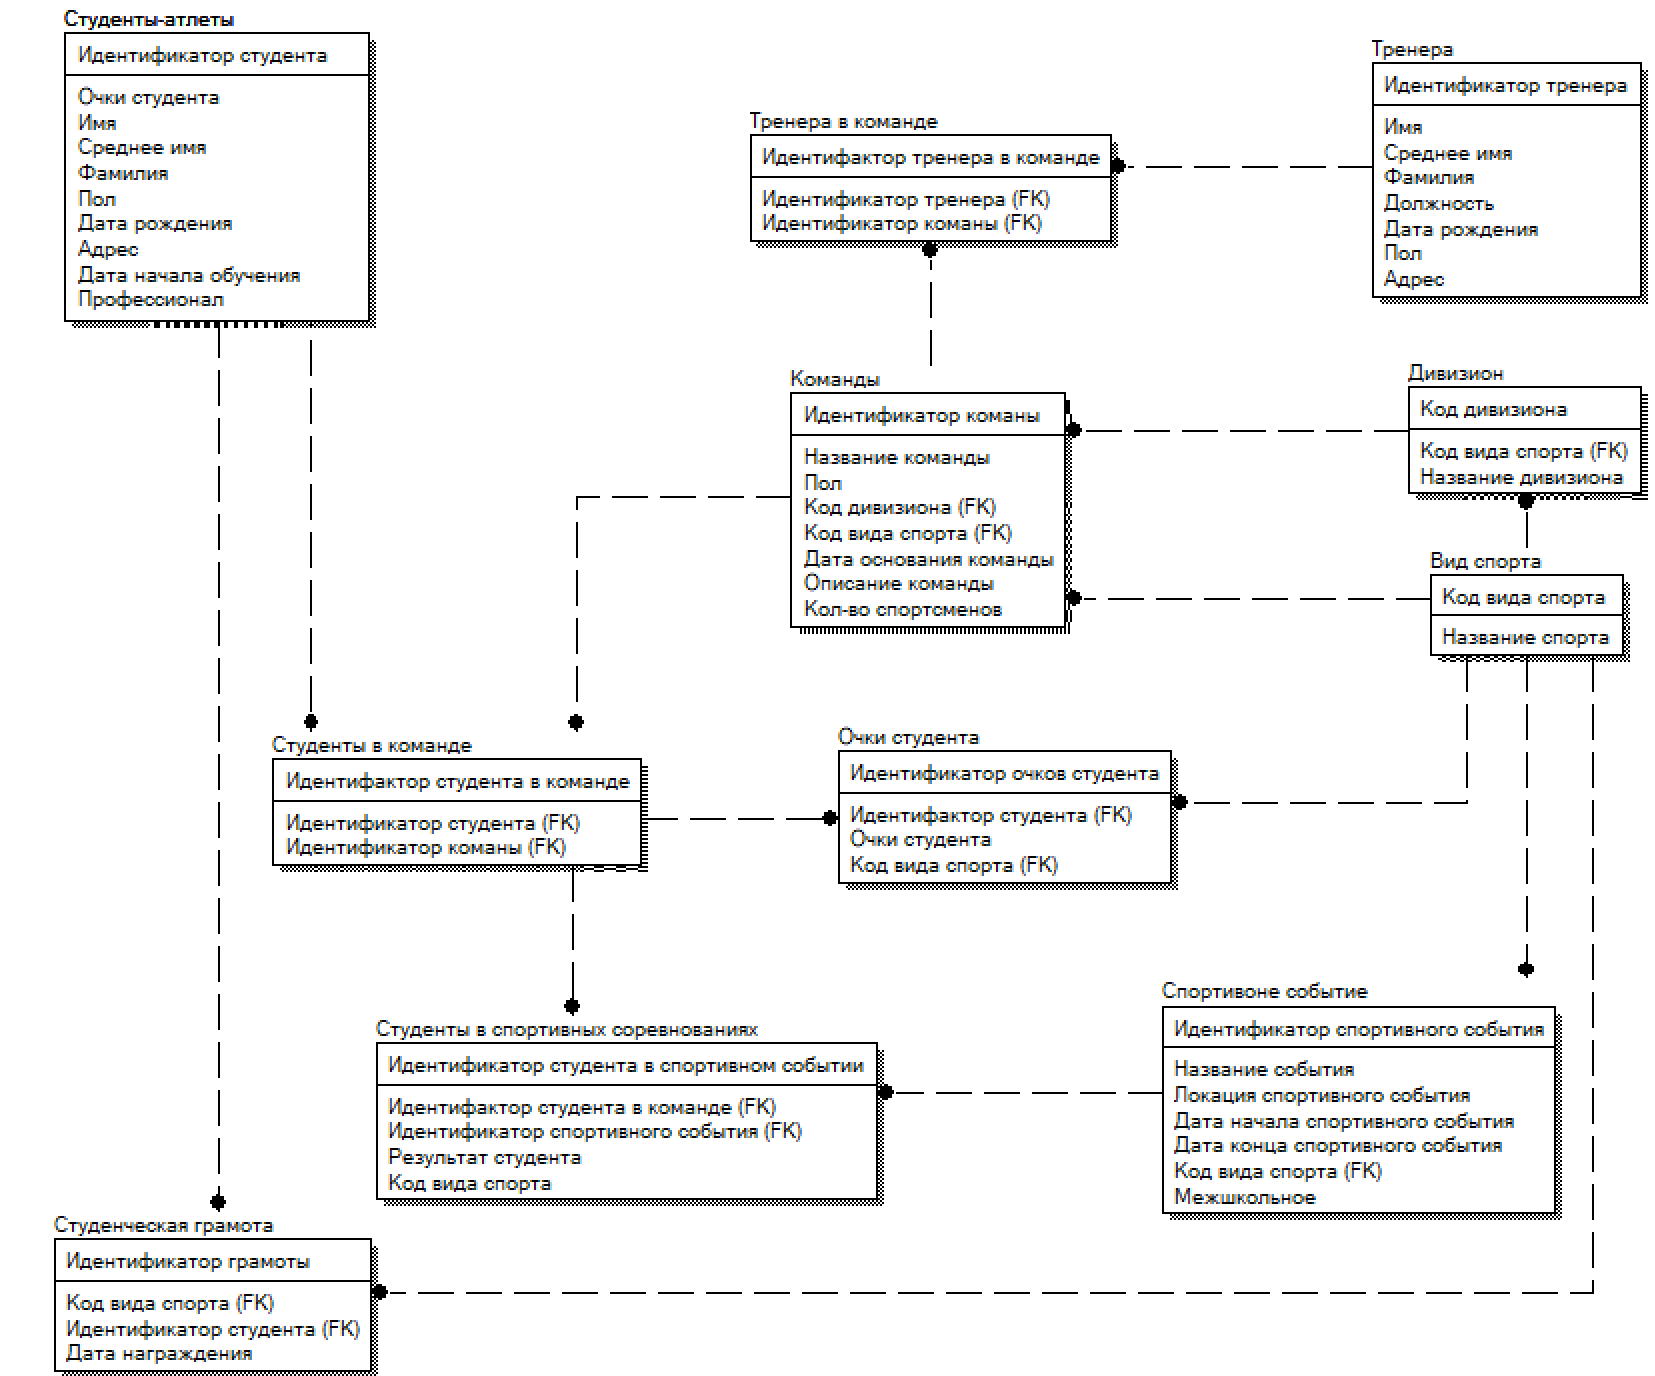 Студенты-атлеты
Идентификатор студента
Очки студента
Имя
Среднее имя
Фамилия
Пол
Дата рождения
Адрес
Дата начала обучения
Профессионал
Тренера
Идентификатор тренера
Имя
Среднее имя
Фамилия
Должность
Дата рождения
Пол
Адрес
Тренера в команде
Идентифактор тренера в команде
Идентификатор тренера (FK)
Идентификатор команы (FK)
Команды
Идентификатор команы
Название команды
Пол
Код дивизиона (FK)
Код вида спорта (FK)
Дата основания команды
Описание команды
Кол-во спортсменов
Дивизион
Код дивизиона
Код вида спорта (FK)
Название дивизиона
Вид спорта
Код вида спорта
Название спорта
Студенты в команде
Идентифактор студента в команде
Идентификатор студента (FK)
Идентификатор команы (FK)
Очки студента
Идентификатор очков студента
Идентифактор студента (FK)
Очки студента
Код вида спорта (FK)
Студенты в спортивных соревнованиях
Идентификатор студента в спортивном событии
Идентифактор студента в команде (FK)
Идентификатор спортивного события (FK)
Результат студента
Код вида спорта
Спортивоне событие
Идентификатор спортивного события
Название события
Локация спортивного события
Дата начала спортивного события
Дата конца спортивного события
Код вида спорта (FK)
Межшкольное
Студенческая грамота
Идентификатор грамоты
Код вида спорта (FK)
Идентификатор студента (FK)
Дата награждения